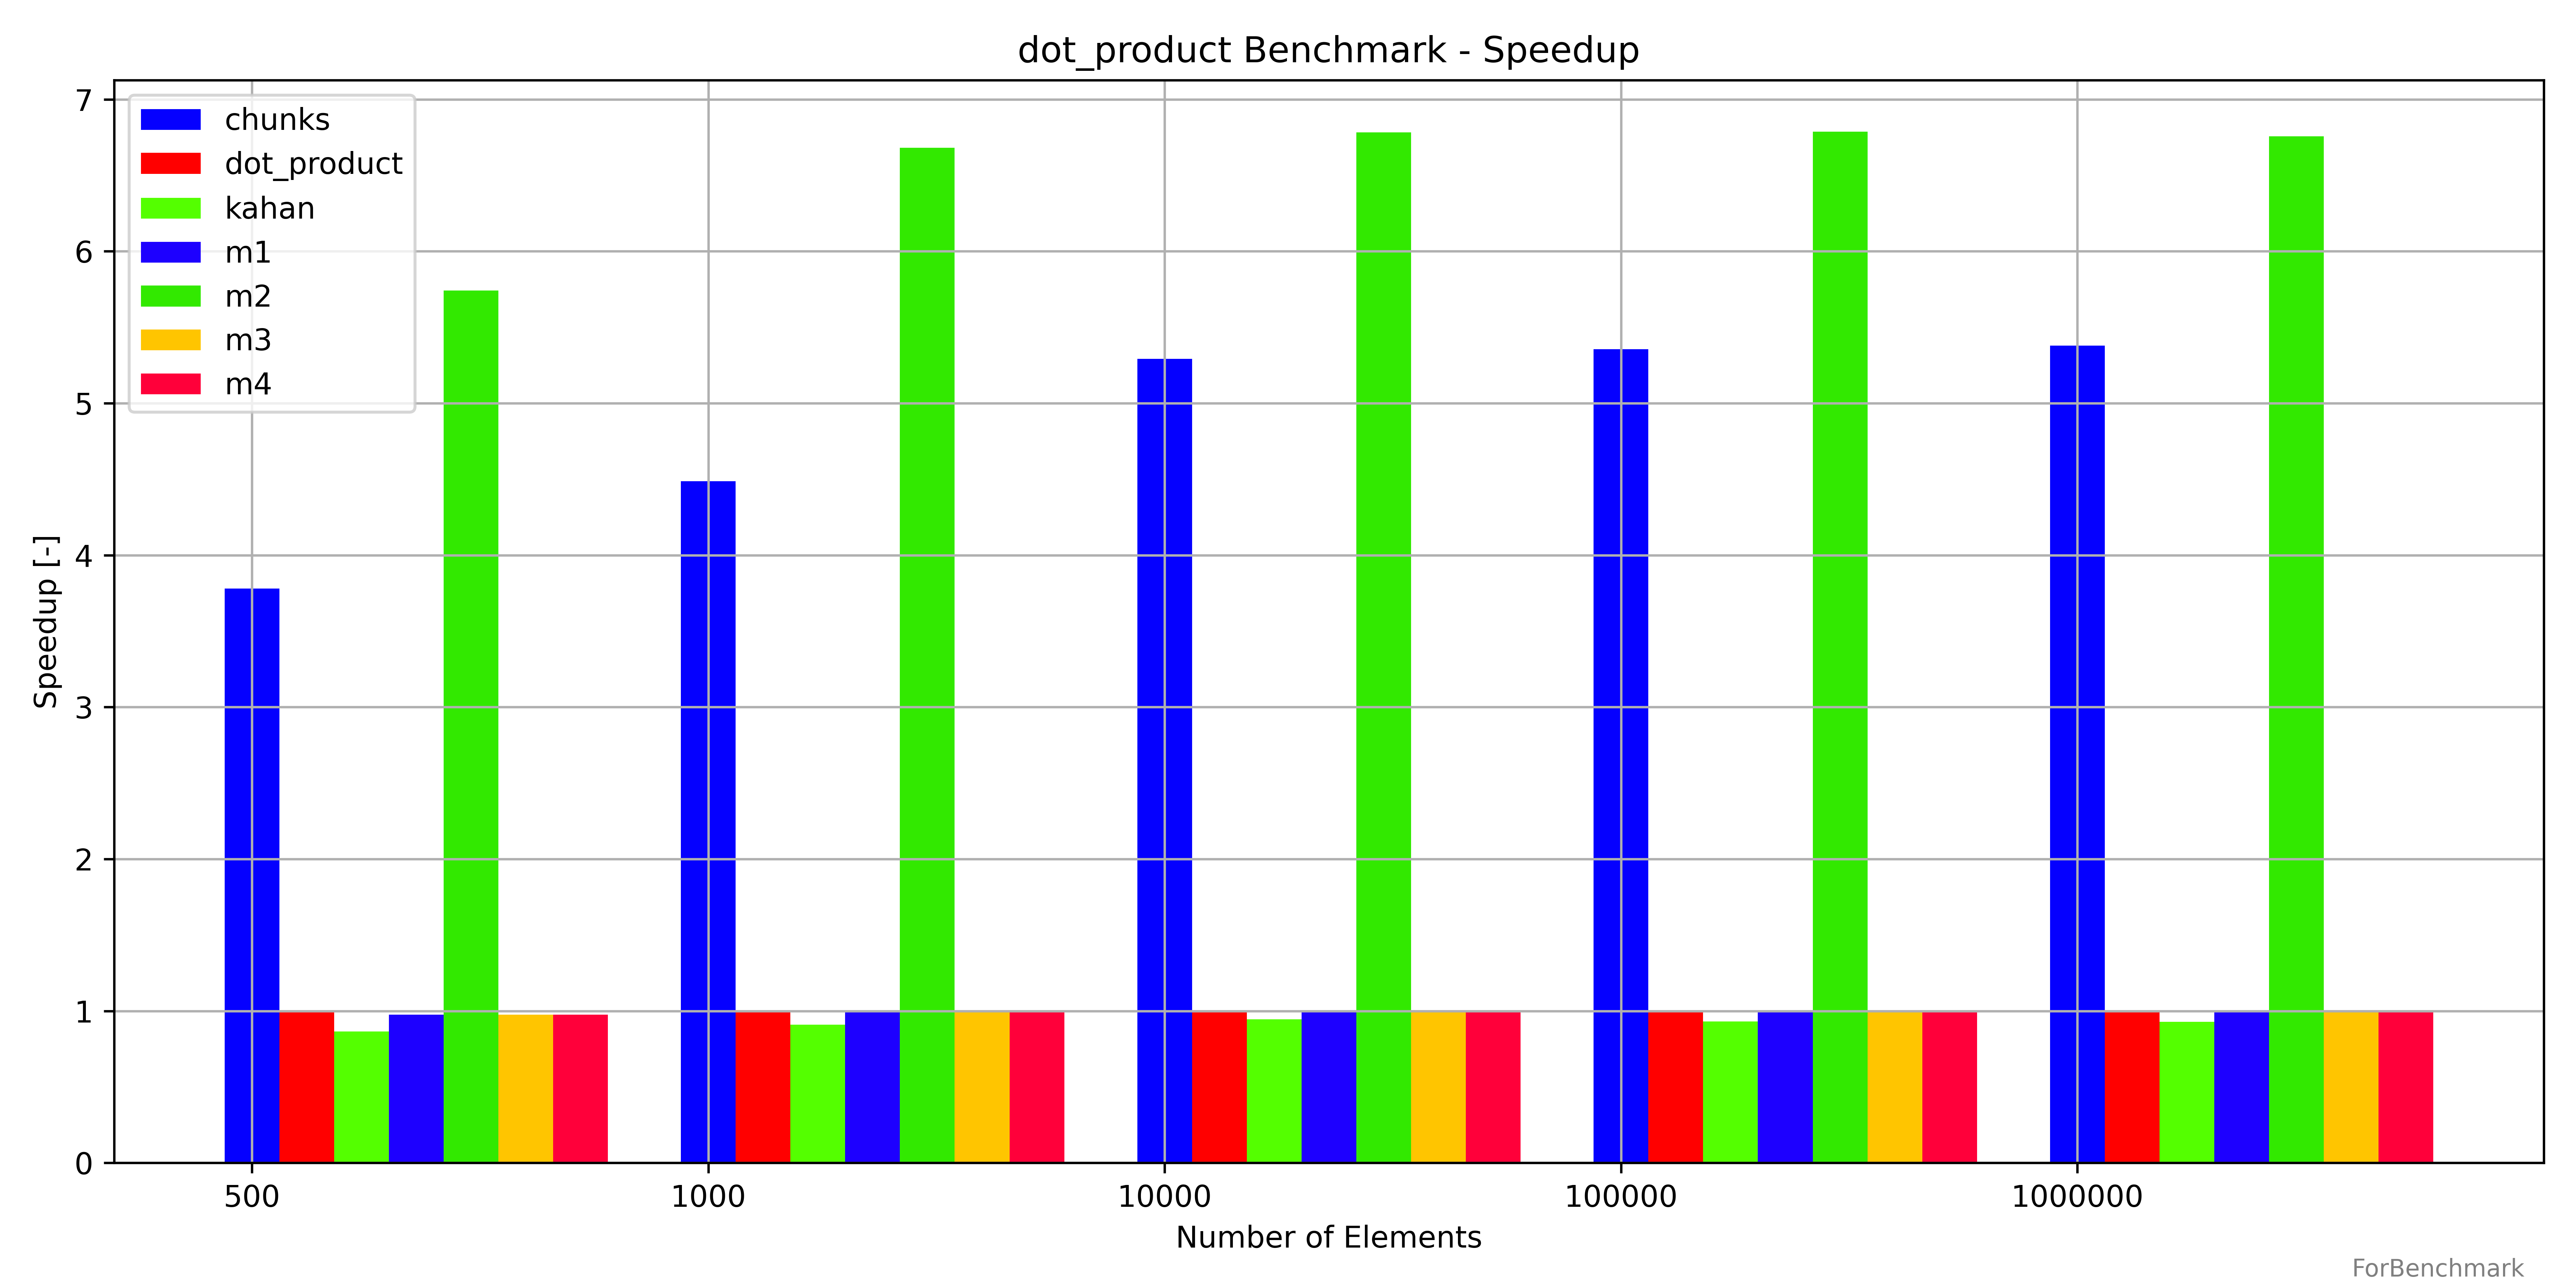 dot_product Benchmark - Speedup
7
6
5
4
3
2
1
0
Speedup [-]
chunks
dot_product
kahan
m1
m2
m3
m4
500 1000 10000 100000 1000000
Number of Elements
ForBenchmark